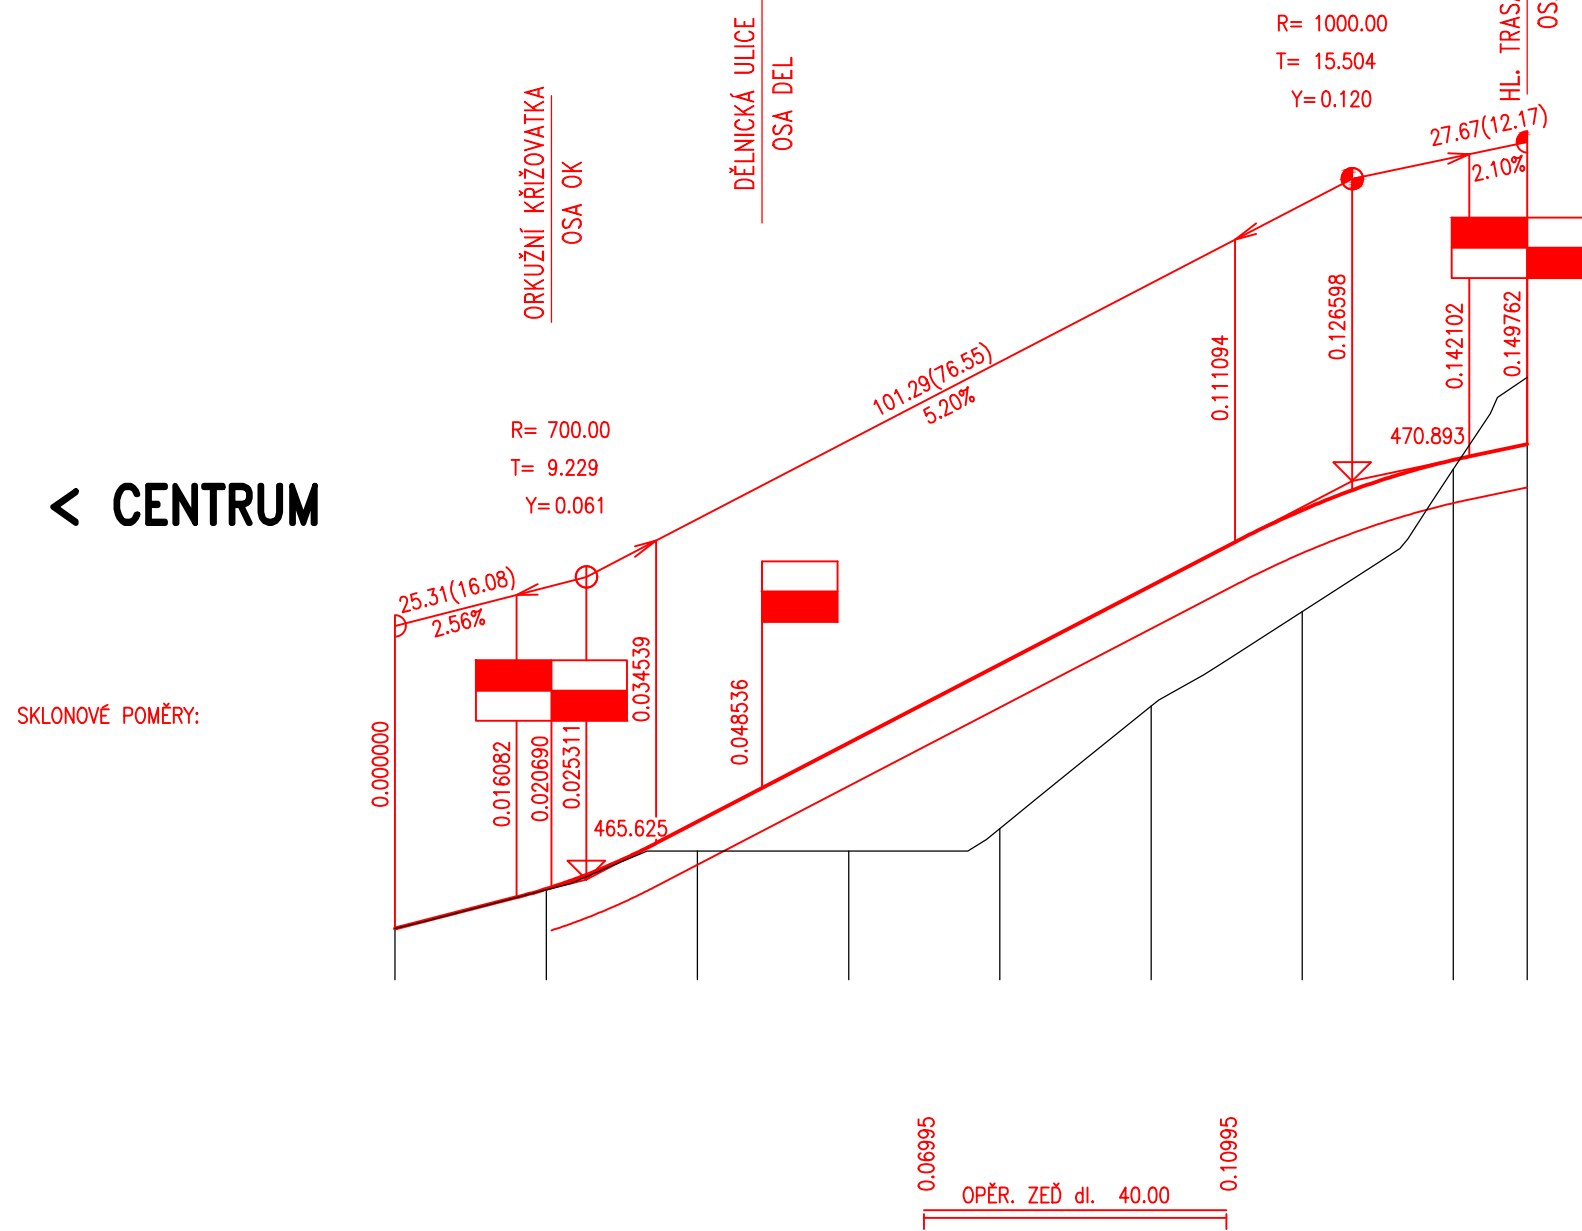 R= 1000.00
T= 15.504
Y=0.120
HL. TRASA
DĚLNICKÁ ULICE
OSA DEL
ORKUŽNÍ KŘIŽOVATKA
OSA OK
27.67(12.17)
2.10%
101.29(76.55)
5.20%
0.111094
0.126598
0.142102
0.149762
470.893
R= 700.00
T= 9.229
Y=0.061
< CENTRUM
25.31(16.08)
2.56%
SKLONOVÉ POMĚRY:
0.000000
0.016082
0.020690
0.025311
0.034539
0.048536
465.625
0.06995
0.10995
OPĚR. ZEĎ dl. 40.00